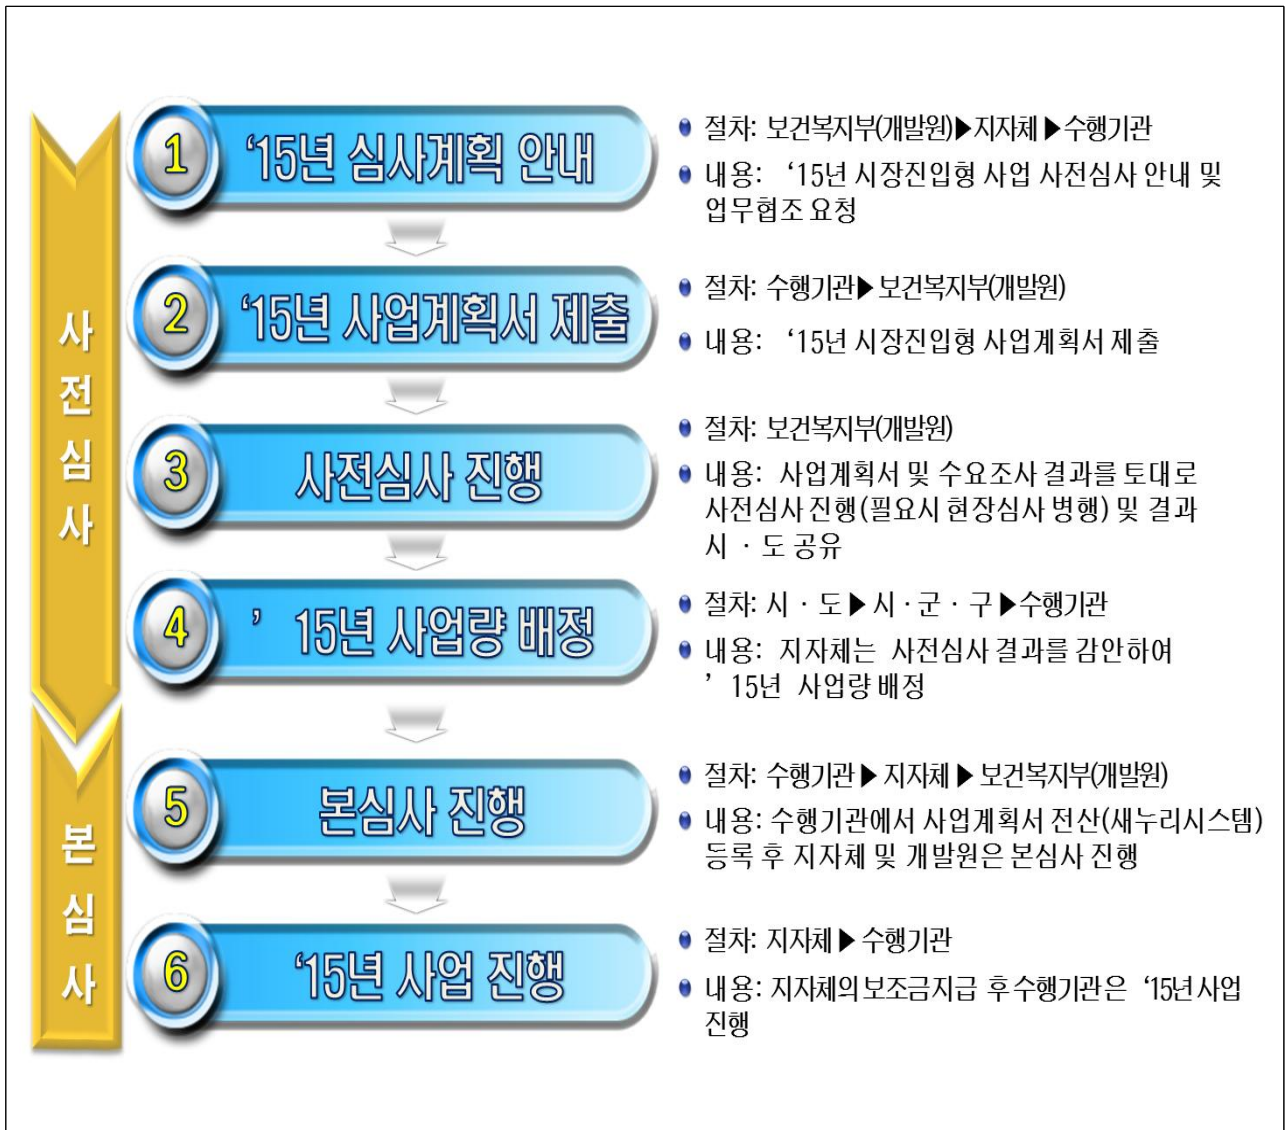 사전심사
1
‘15년 심사계획 안내
• 절차: 보건복지부(개발원)▶지자체 ▶수행기관
• 내용: ‘15년 시장진입형 사업 사전심사 안내 및
업무협조 요청
2
‘15년 사업계획서 제출
• 절차: 수행기관▶보건복지부(개발원)
• 내용: ‘15년 시장진입형 사업계획서 제출
3
사전심사 진행
• 절차: 보건복지부(개발원)
• 내용: 사업계획서 및 수요조사 결과를 토대로
사전심사 진행(필요시 현장심사 병행) 및 결과
시 · 도 공유
4
’ 15년 사업량 배정
• 절차: 시 · 도 ▶ 시 · 군 · 구 ▶수행기관
• 내용: 지자체는 사전심사 결과를 감안하여
’ 15년 사업량 배정
본심사
5
본심사 진행
• 절차: 수행기관 ▶ 지자체 ▶ 보건복지부(개발원)
• 내용: 수행기관에서 사업계획서 전산(새누리시스템)
등록 후 지자체 및 개발원은 본심사 진행
6
‘15년 사업 진행
• 절차: 지자체 ▶ 수행기관
• 내용: 지자체의 보조금지급 후 수행기관은 ‘15년 사업
진행